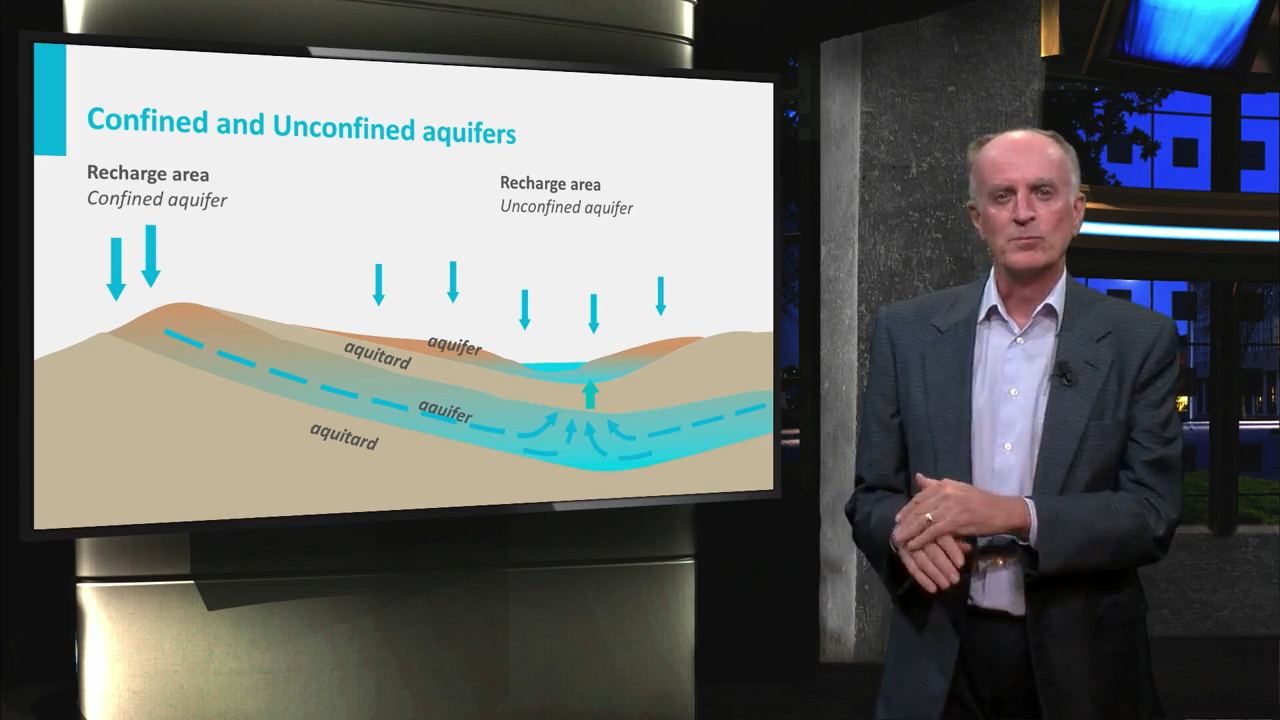 Confined and Unconfined aquifers
Recharge area
Confined aquifer
Recharge area
Unconfined aquifer
aquifer
aquitard
aquifer
aquitard